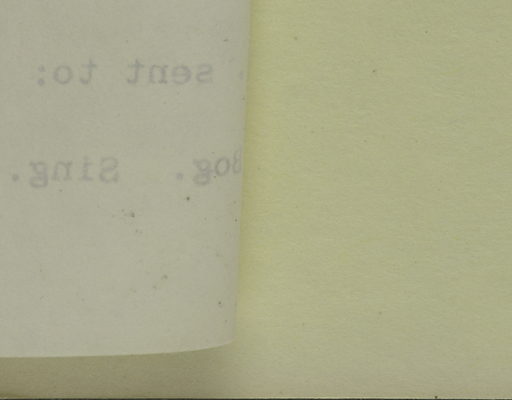 . sent to:
Bog. Sing.